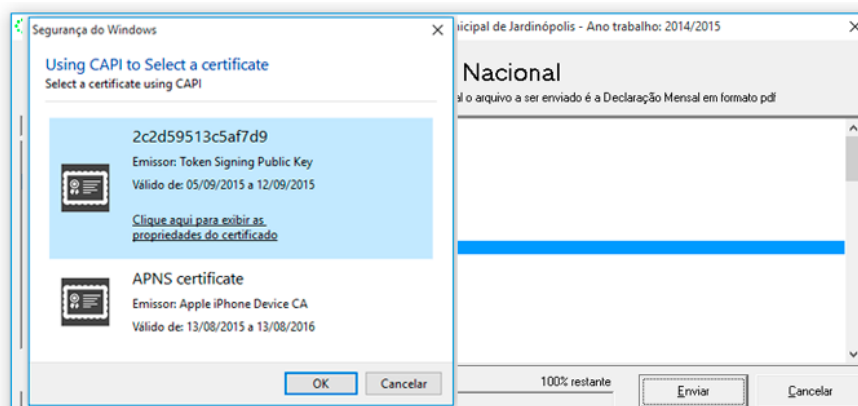 Segurança do Windows
Using CAPI to Select a certificate
Select a certificate using CAPI
2c2d59513c5af7d9
Emissor: Token Signing Public Key
Válido de: 05/09/2015 a 12/09/2015
Clique aqui para exibir as
propriedades do certificado
APNS certificate
Emissor: Apple iPhone Device CA
Válido de: 13/08/2015 a 13/08/2016
OK
Cancelar
icipal de Jardinópolis - Ano trabalho: 2014/2015
Nacional
al o arquivo a ser enviado é a Declaração Mensal em formato pdf
100% restante
Enviar
Cancelar